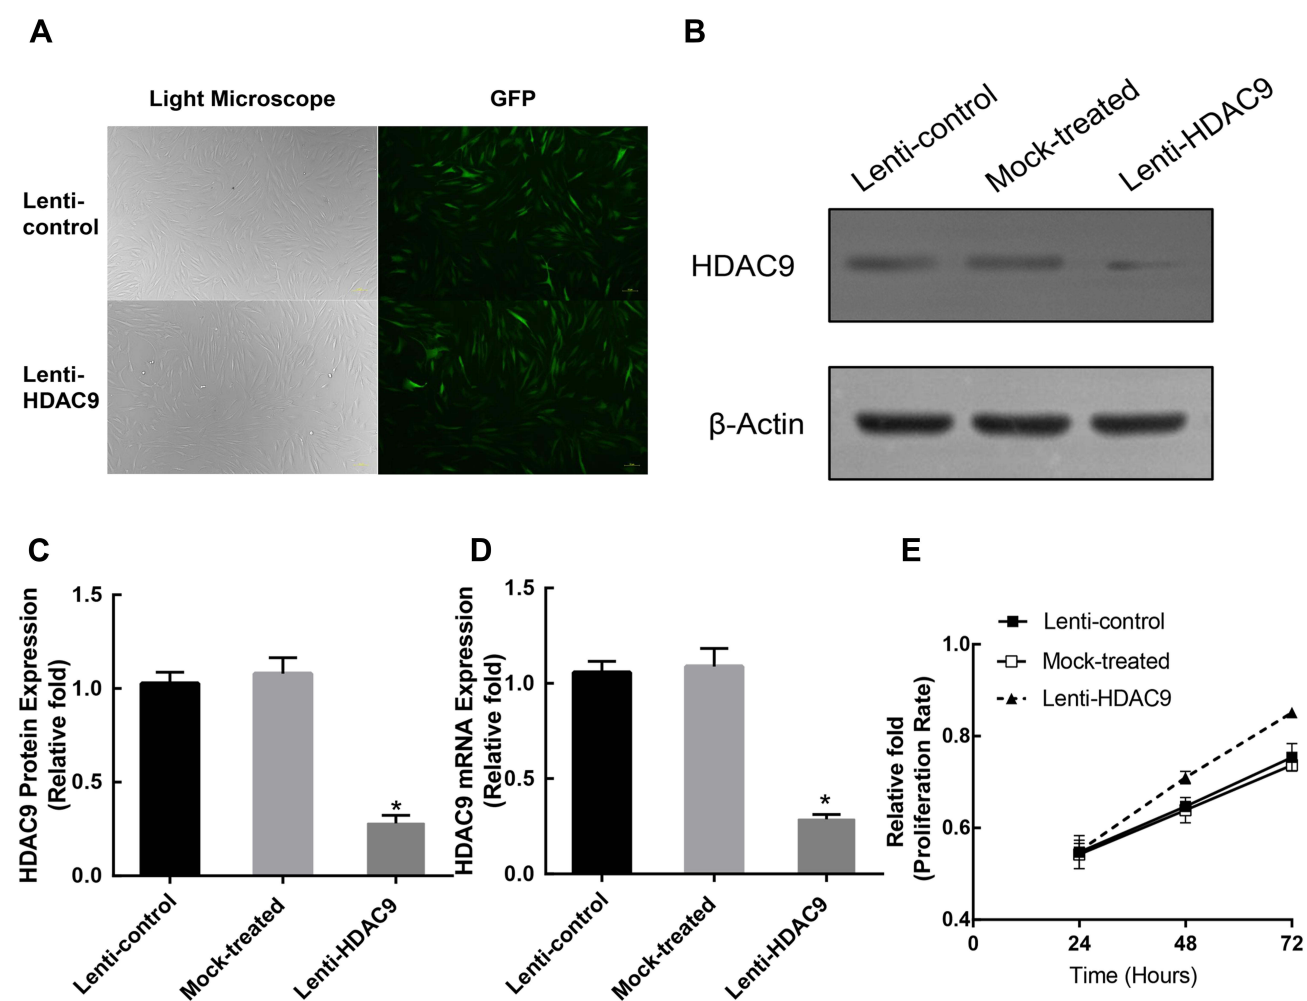 A
Light Microscope
GFP
Lenti-
control
Lenti-
HDAC9
B
Lenti-control
Mock-treated
Lenti-HDAC9
HDAC9
β-Actin
C
HDAC9 Protein Expression
(Relative fold)
1.5
1.0
0.5
0.0
*
Lenti-control
Mock-treated
Lenti-HDAC9
D
HDAC9 mRNA Expression
(Relative fold)
1.5
1.0
0.5
0.0
*
Lenti-control
Mock-treated
Lenti-HDAC9
E
Lenti-control
Mock-treated
Lenti-HDAC9
Relative fold
(Proliferation Rate)
1.0
0.8
0.6
0.4
0
24
48
72
Time (Hours)